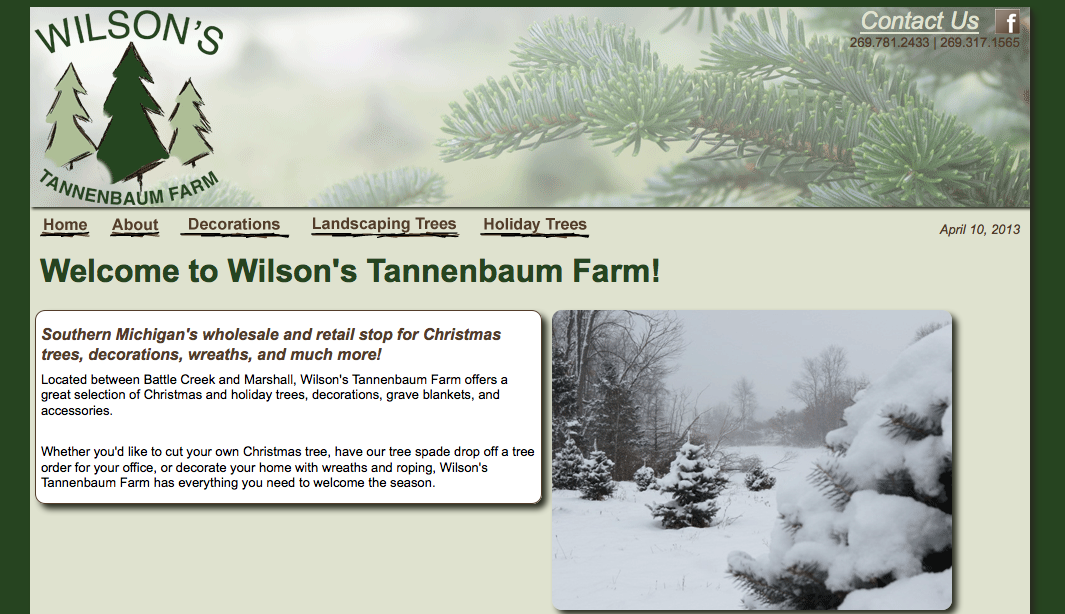 WILSON'S
TANNENBAUM FARM
Contact Us f
269.781.2433 | 269.317.1565
Home About Decorations Landscaping Trees Holiday Trees
April 10, 2013
Welcome to Wilson's Tannenbaum Farm!
Southern Michigan's wholesale and retail stop for Christmas
trees, decorations, wreaths, and much more!
Located between Battle Creek and Marshall, Wilson's Tannenbaum Farm offers a
great selection of Christmas and holiday trees, decorations, grave blankets, and
accessories.
Whether you'd like to cut your own Christmas tree, have our tree spade drop off a tree
order for your office, or decorate your home with wreaths and roping, Wilson's
Tannenbaum Farm has everything you need to welcome the season.